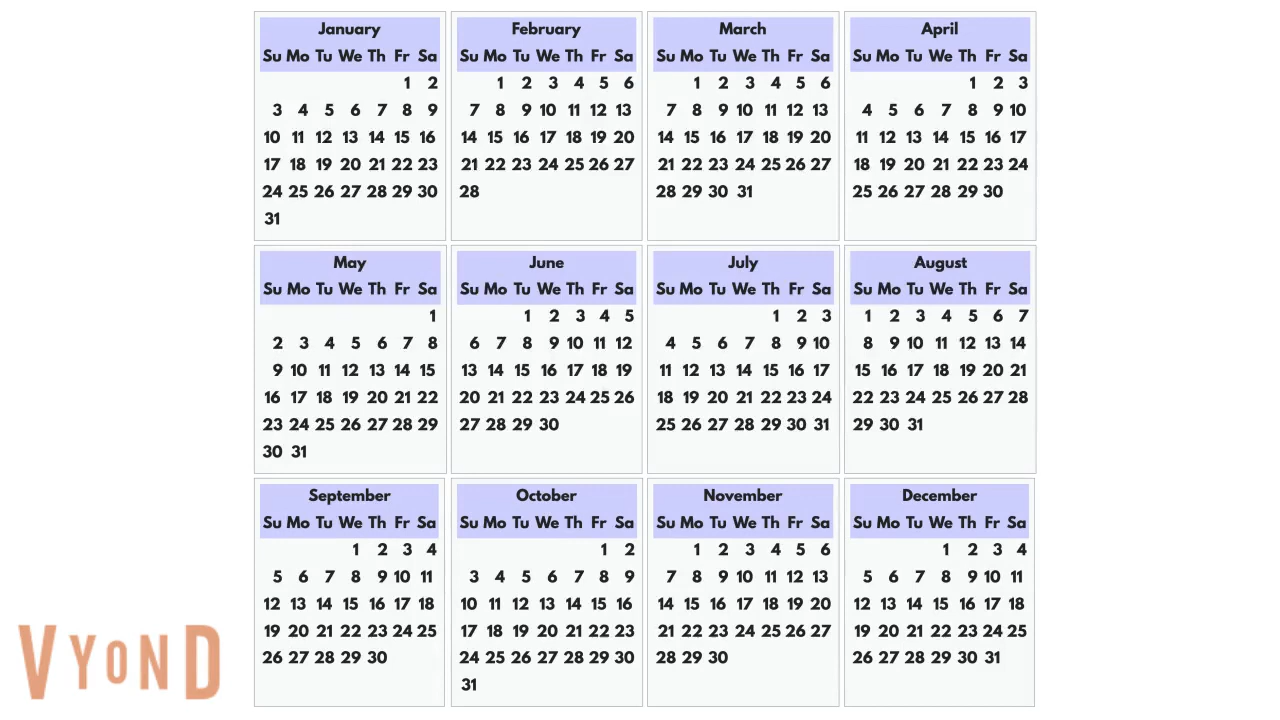 January
Su Mo Tu We Th Fr Sa
1 2
3 4 5 6 7 8 9
10 11 12 13 14 15 16
17 18 19 20 21 22 23
24 25 26 27 28 29 30
31
February
Su Mo Tu We Th Fr Sa
1 2 3 4 5 6
7 8 9 10 11 12 13
14 15 16 17 18 19 20
21 22 23 24 25 26 27
28
March
Su Mo Tu We Th Fr Sa
1 2 3 4 5 6
7 8 9 10 11 12 13
14 15 16 17 18 19 20
21 22 23 24 25 26 27
28 29 30 31
April
Su Mo Tu We Th Fr Sa
1 2 3
4 5 6 7 8 9 10
11 12 13 14 15 16 17
18 19 20 21 22 23 24
25 26 27 28 29 30
May
Su Mo Tu We Th Fr Sa
1
2 3 4 5 6 7 8
9 10 11 12 13 14 15
16 17 18 19 20 21 22
23 24 25 26 27 28 29
30 31
June
Su Mo Tu We Th Fr Sa
1 2 3 4 5
6 7 8 9 10 11 12
13 14 15 16 17 18 19
20 21 22 23 24 25 26
27 28 29 30
July
Su Mo Tu We Th Fr Sa
1 2 3
4 5 6 7 8 9 10
11 12 13 14 15 16 17
18 19 20 21 22 23 24
25 26 27 28 29 30 31
August
Su Mo Tu We Th Fr Sa
1 2 3 4 5 6 7
8 9 10 11 12 13 14
15 16 17 18 19 20 21
22 23 24 25 26 27 28
29 30 31
September
Su Mo Tu We Th Fr Sa
1 2 3 4
5 6 7 8 9 10 11
12 13 14 15 16 17 18
19 20 21 22 23 24 25
26 27 28 29 30
October
Su Mo Tu We Th Fr Sa
1 2
3 4 5 6 7 8 9
10 11 12 13 14 15 16
17 18 19 20 21 22 23
24 25 26 27 28 29 30
31
November
Su Mo Tu We Th Fr Sa
1 2 3 4 5 6
7 8 9 10 11 12 13
14 15 16 17 18 19 20
21 22 23 24 25 26 27
28 29 30
December
Su Mo Tu We Th Fr Sa
1 2 3 4
5 6 7 8 9 10 11
12 13 14 15 16 17 18
19 20 21 22 23 24 25
26 27 28 29 30 31
VYOND